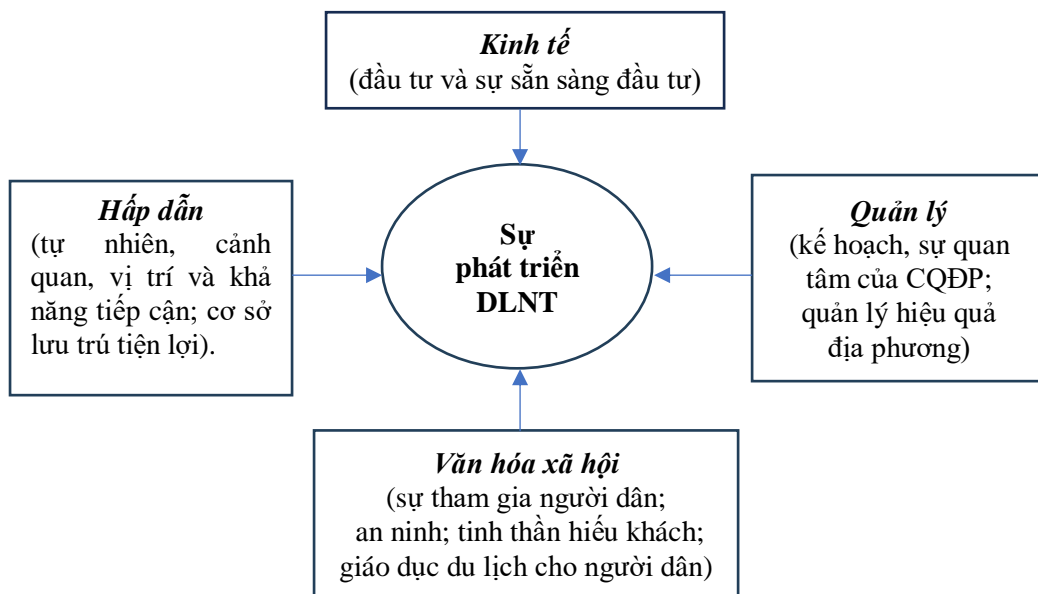 Kinh tế
(đầu tư và sự sẵn sàng đầu tư)
Hấp dẫn
(tự nhiên, cảnh
quan, vị trí và khả
năng tiếp cận; cơ sở
lưu trú tiện lợi).
Sự
phát triển
DLNT
Quản lý
(kế hoạch, sự quan
tâm của CQĐP;
quản lý hiệu quả
địa phương)
Văn hóa xã hội
(sự tham gia người dân;
an ninh; tinh thần hiếu khách;
giáo dục du lịch cho người dân)